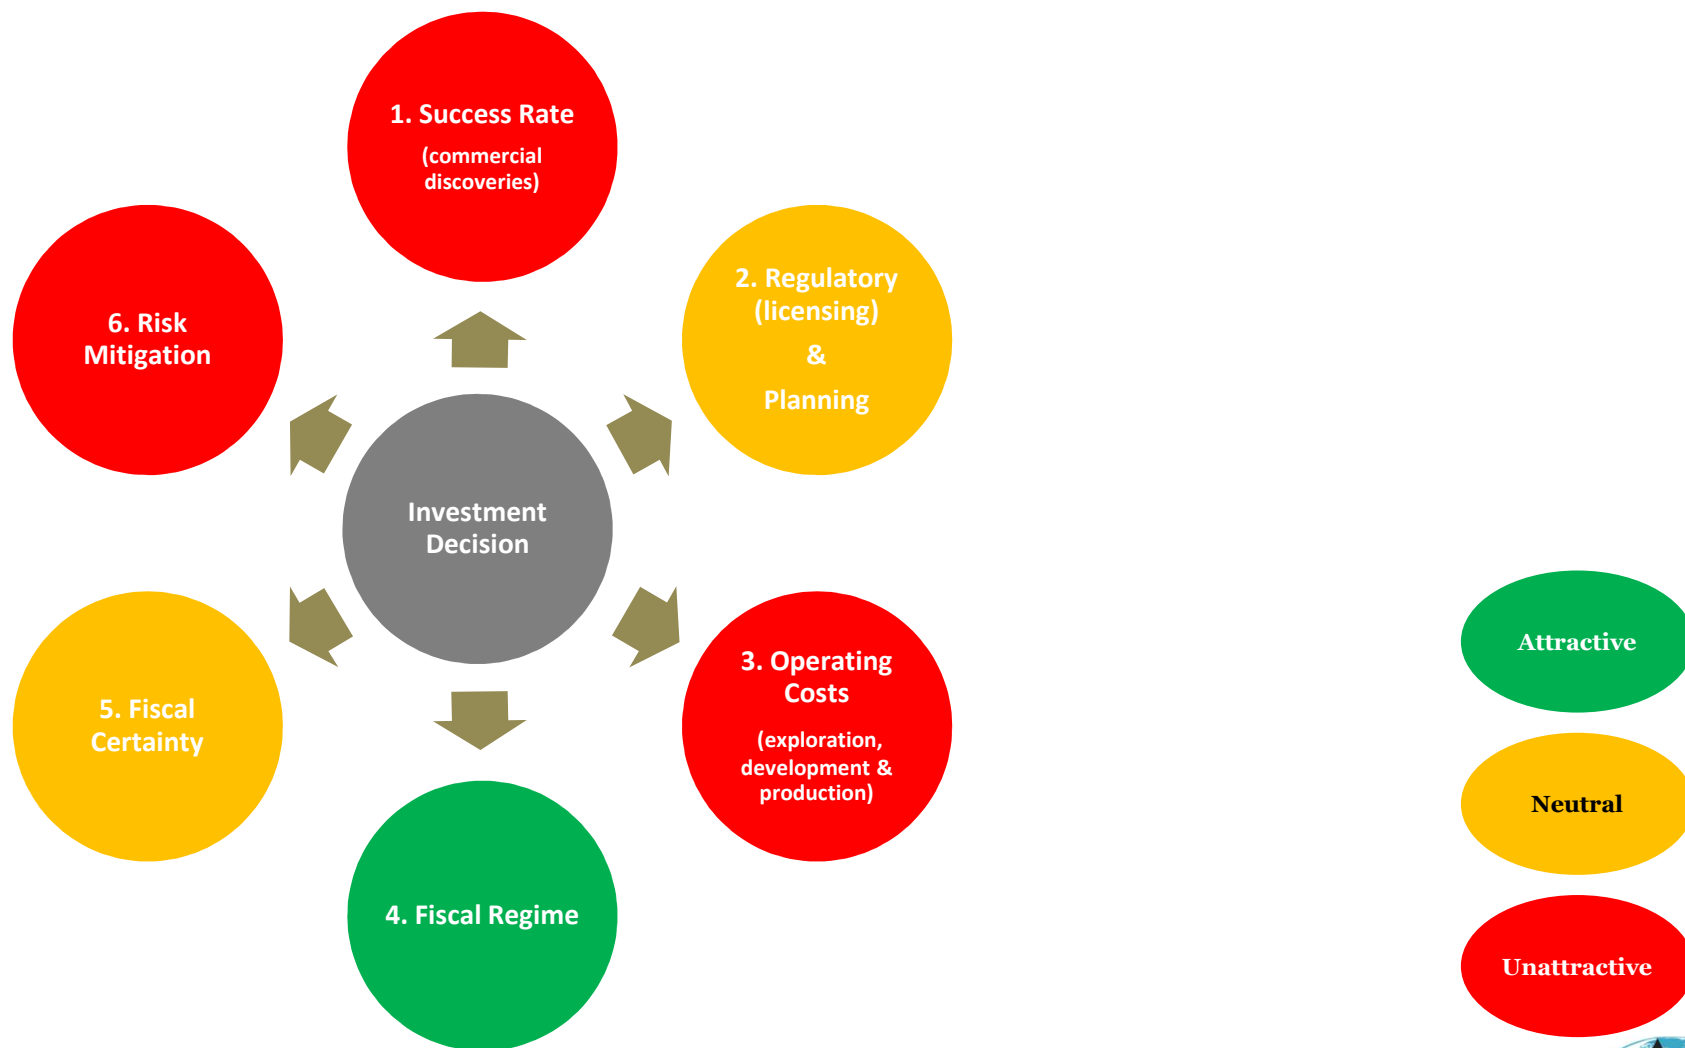 1. Success Rate
(commercial
discoveries)
2. Regulatory
(licensing)
&
Planning
3. Operating
Costs
(exploration,
development &
production)
4. Fiscal Regime
5. Fiscal
Certainty
6. Risk
Mitigation
Investment
Decision
Attractive
Neutral
Unattractive